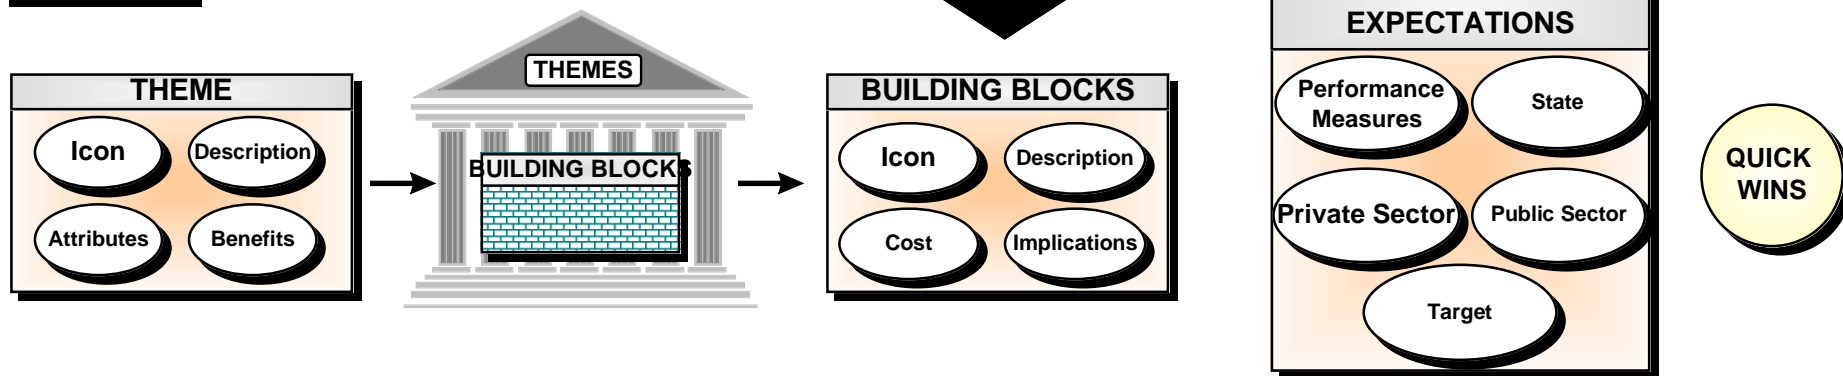 THEME
Icon
Description
Attributes
Benefits
THEMES
BUILDING BLOCKS
BUILDING BLOCKS
Icon
Description
Cost
Implications
EXPECTATIONS
Performance
Measures
State
Private Sector
Public Sector
Target
QUICK
WINS